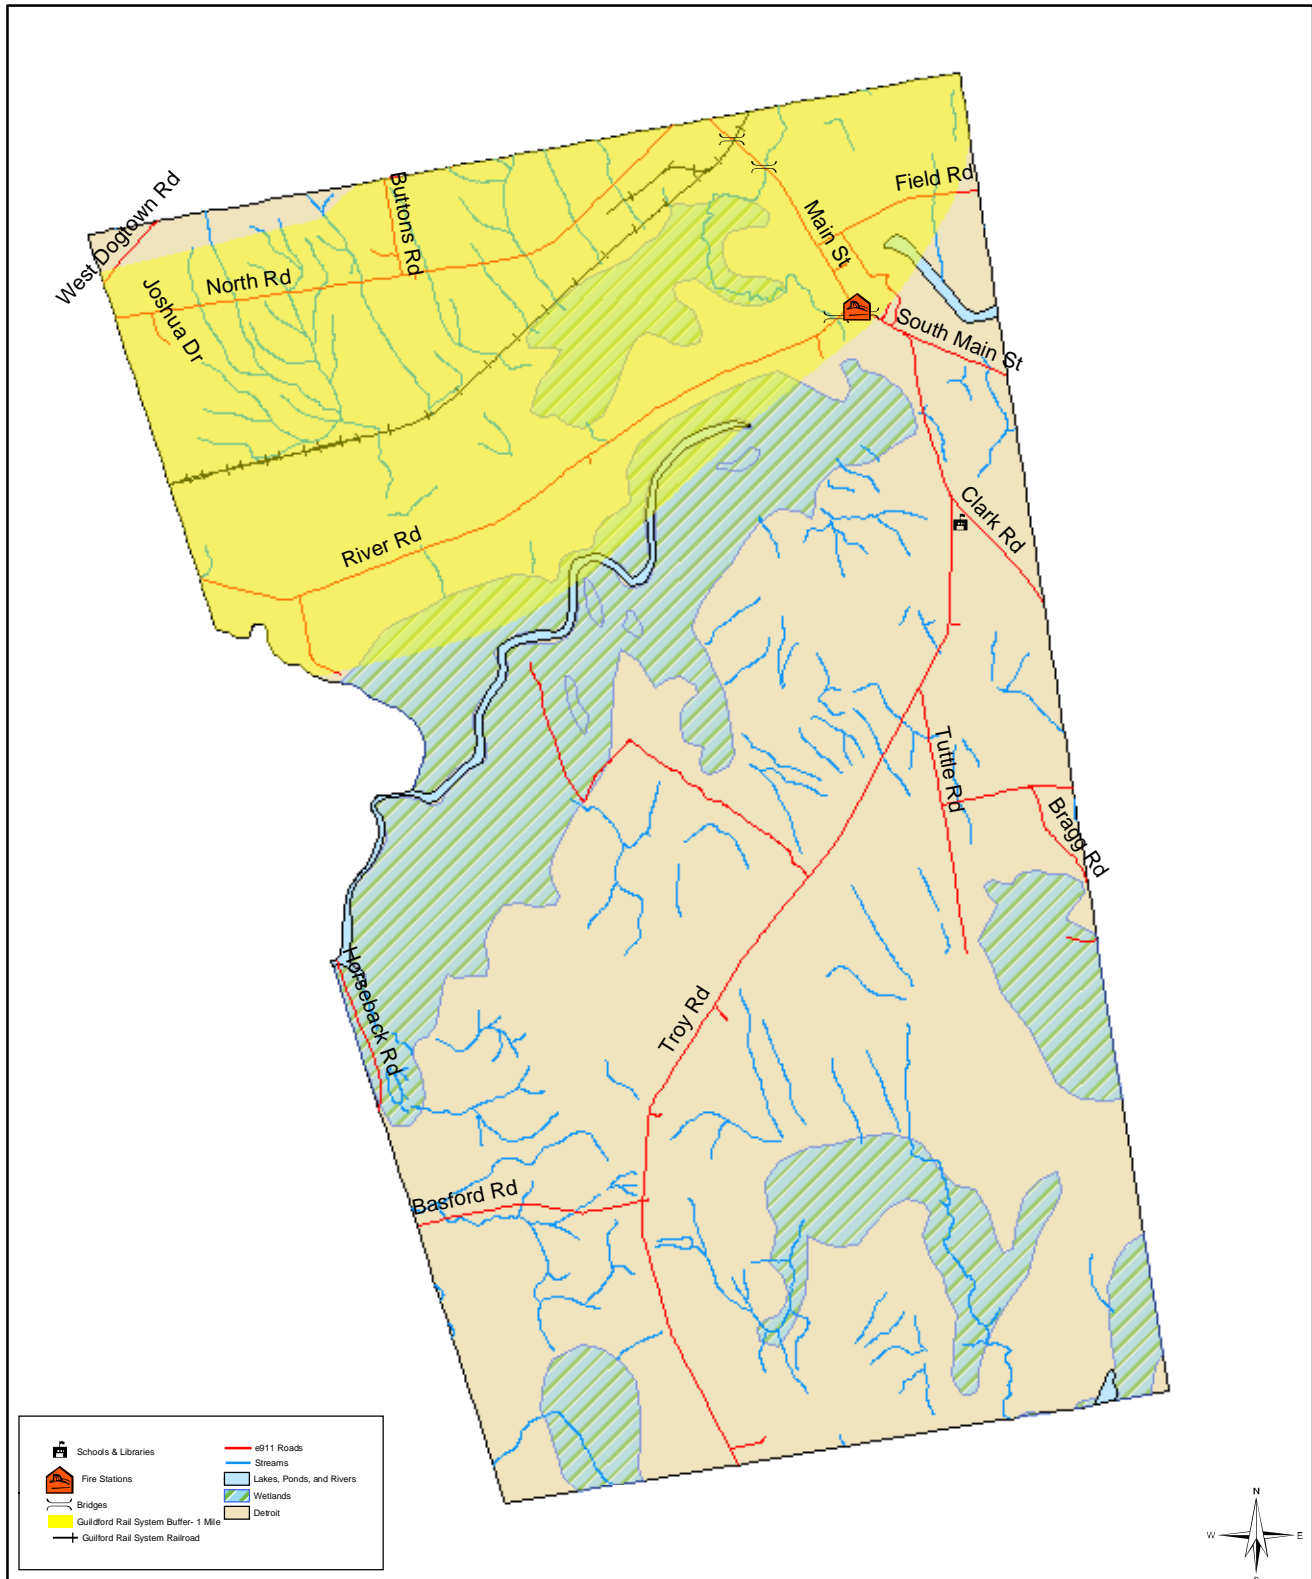 West Dogtown Rd
Buttons Rd
Field Rd
Main St
North Rd
Joshua Dr
South Main St
River Rd
Clark Rd
Tuttle Rd
Bragg Rd
Horseback Rd
Troy Rd
Basford Rd
Schools & Libraries
Fire Stations
Bridges
Guildford Rail System Buffer- 1 Mile
Guilford Rail System Railroad
e911 Roads
Streams
Lakes, Ponds, and Rivers
Wetlands
Detroit
N
W E